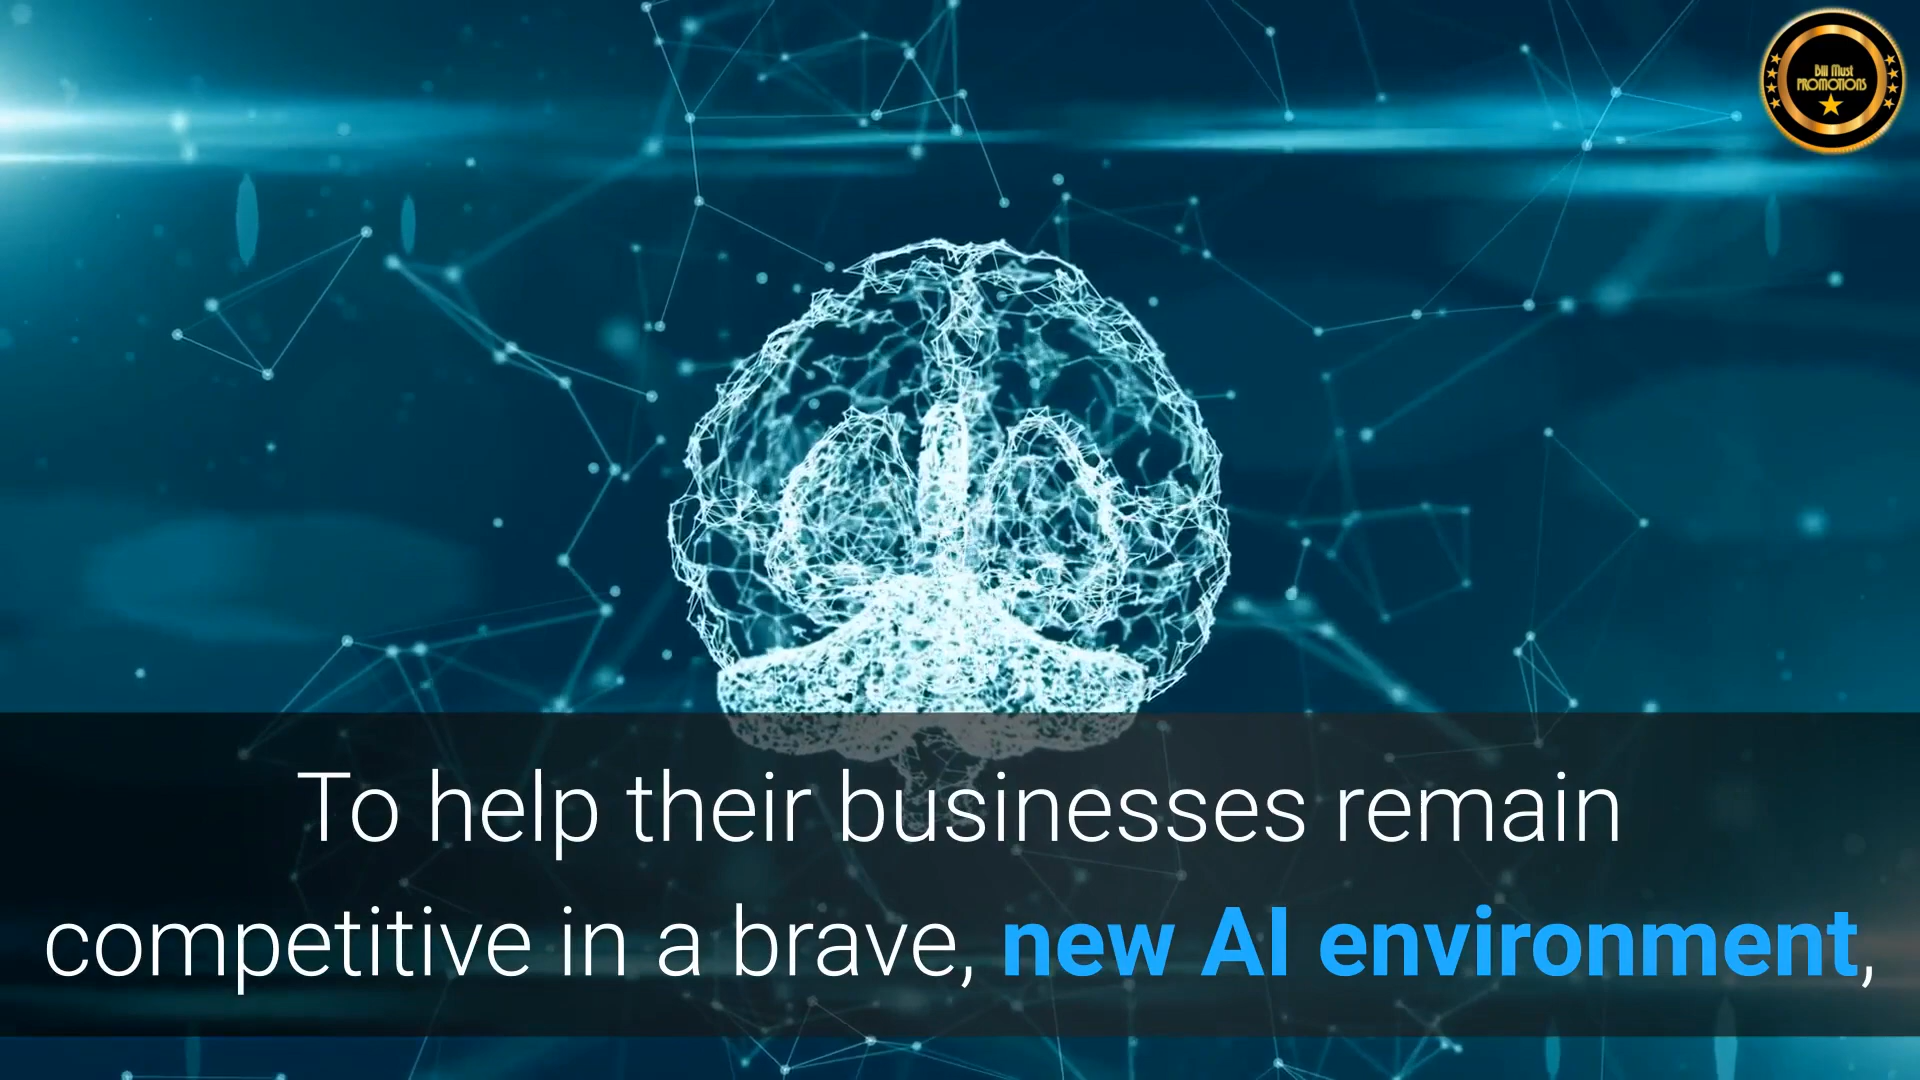 Bill Must
PROMOTIONS
To help their businesses remain
competitive in a brave, new AI environment,